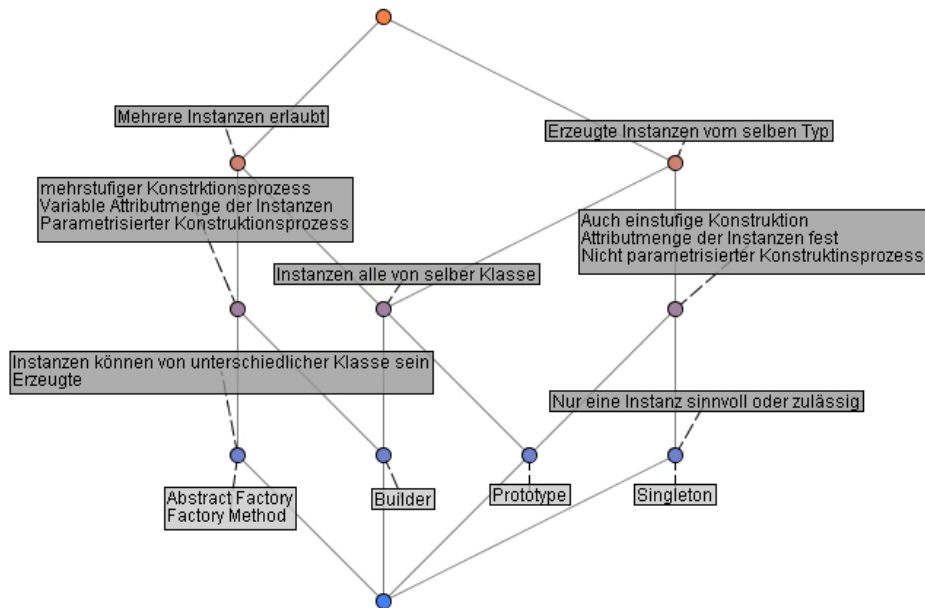 Mehrere Instanzen erlaubt
Erzeugte Instanzen vom selben Typ
mehrstufiger Konstrktionsprozess
Variable Attributmenge der Instanzen
Parametrisierter Konstruktionsprozess
Auch einstufige Konstruktion
Attributmenge der Instanzen fest
Nicht parametrisierter Konstruktinsprozess
Instanzen alle von selber Klasse
Instanzen können von unterschiedlicher Klasse sein
Erzeugte
Nur eine Instanz sinnvoll oder zulässig
Abstract Factory
Factory Method
Builder
Prototype
Singleton